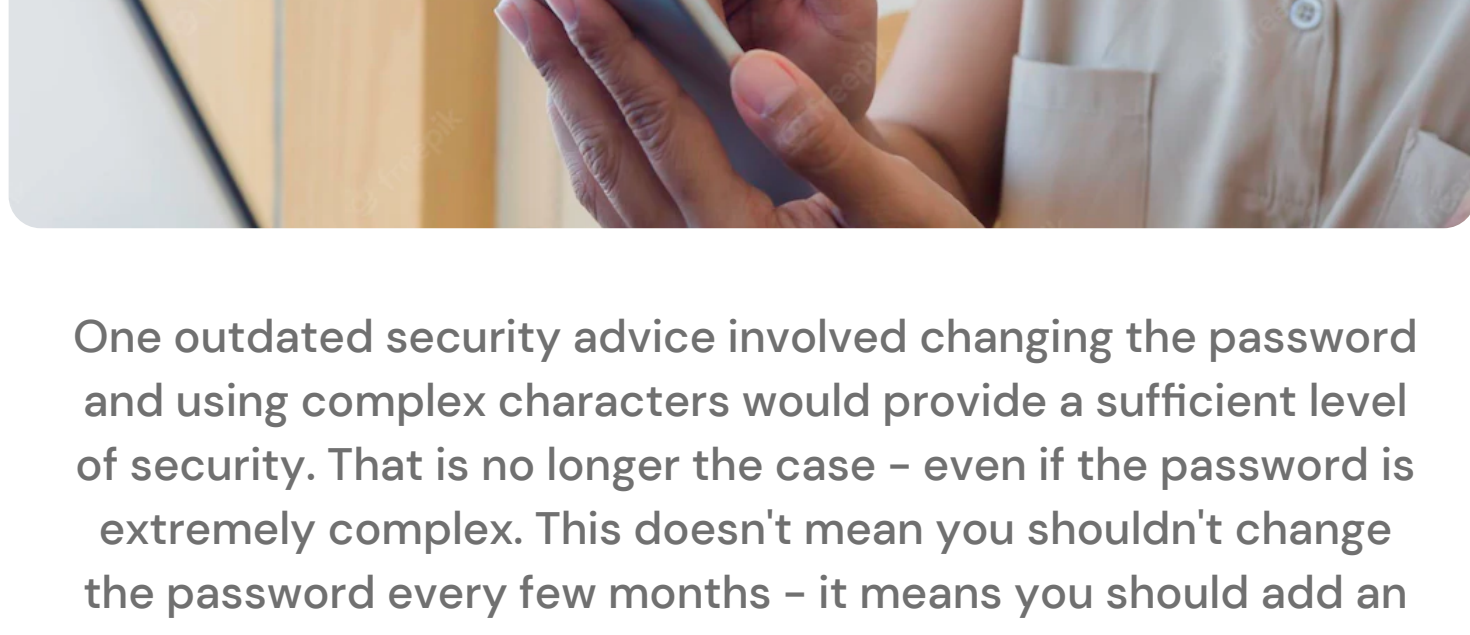 One outdated security advice involved changing the password
and using complex characters would provide a sufficient level
of security. That is no longer the case – even if the password is
extremely complex. This doesn't mean you shouldn't change
the password every few months – it means you should add an
freepik